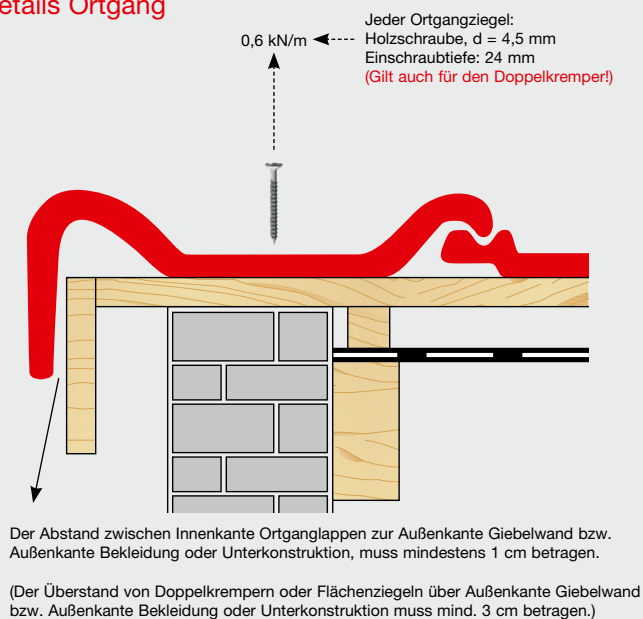 etails Ortgang
Jeder Ortgangziegel:
0,6 kN/m
Holzschraube, d = 4,5 mm
Einschraubtiefe: 24 mm
(Gilt auch für den Doppelkremper!)
Der Abstand zwischen Innenkante Ortganglappen zur Außenkante Giebelwand bzw.
Außenkante Bekleidung oder Unterkonstruktion, muss mindestens 1 cm betragen.
(Der Überstand von Doppelkrempern oder Flächenziegeln über Außenkante Giebelwand
bzw. Außenkante Bekleidung oder Unterkonstruktion muss mind. 3 cm betragen.)